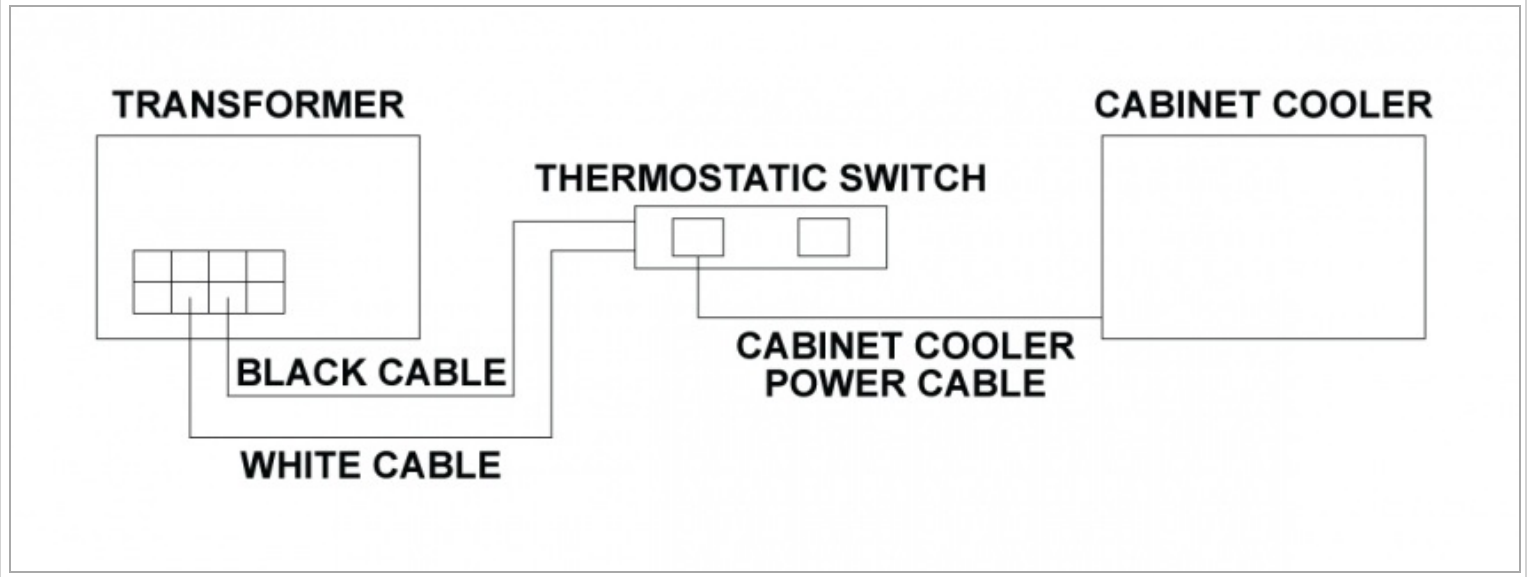 TRANSFORMER
CABINET COOLER
THERMOSTATIC SWITCH
CABINET COOLER
POWER CABLE
BLACK CABLE
WHITE CABLE